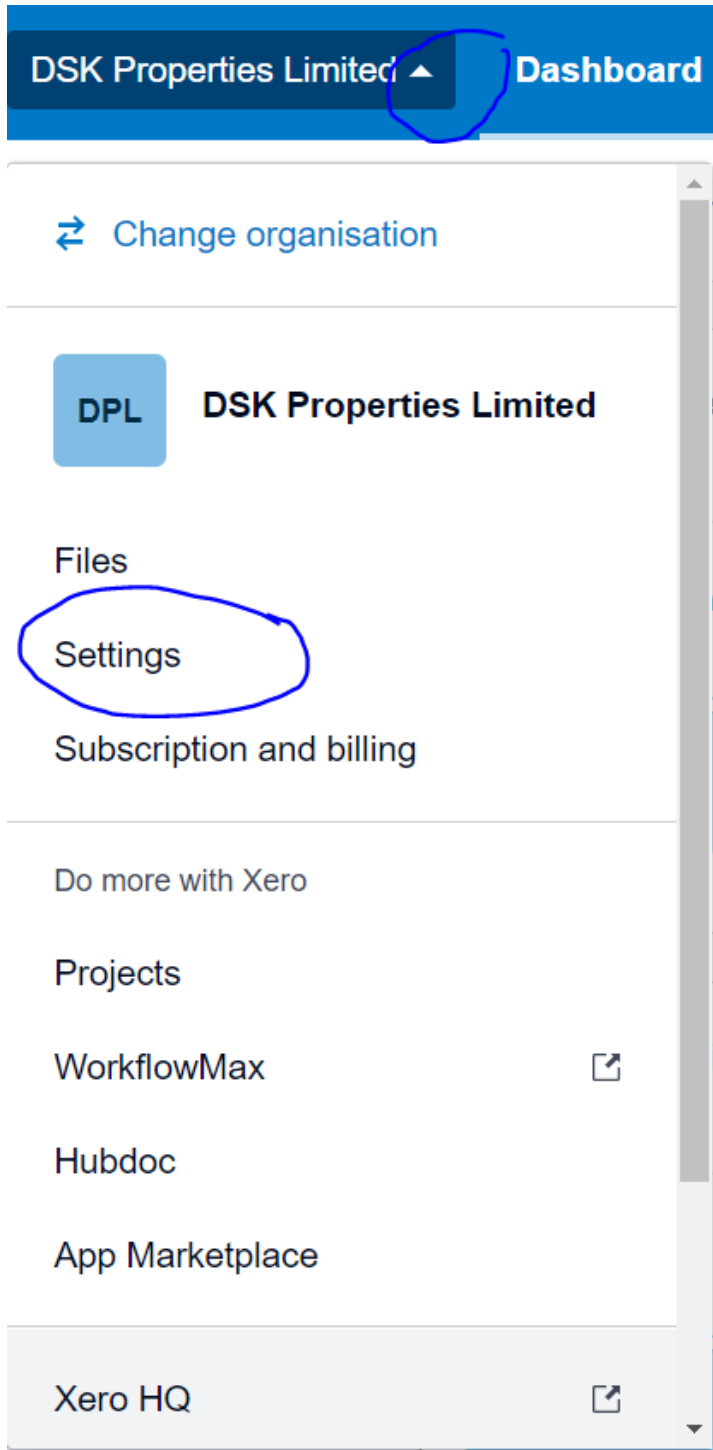 DSK Properties Limited Dashboard
Change organisation
DPL DSK Properties Limited
Files
Settings
Subscription and billing
Do more with Xero
Projects
WorkflowMax
Hubdoc
App Marketplace
Xero HQ